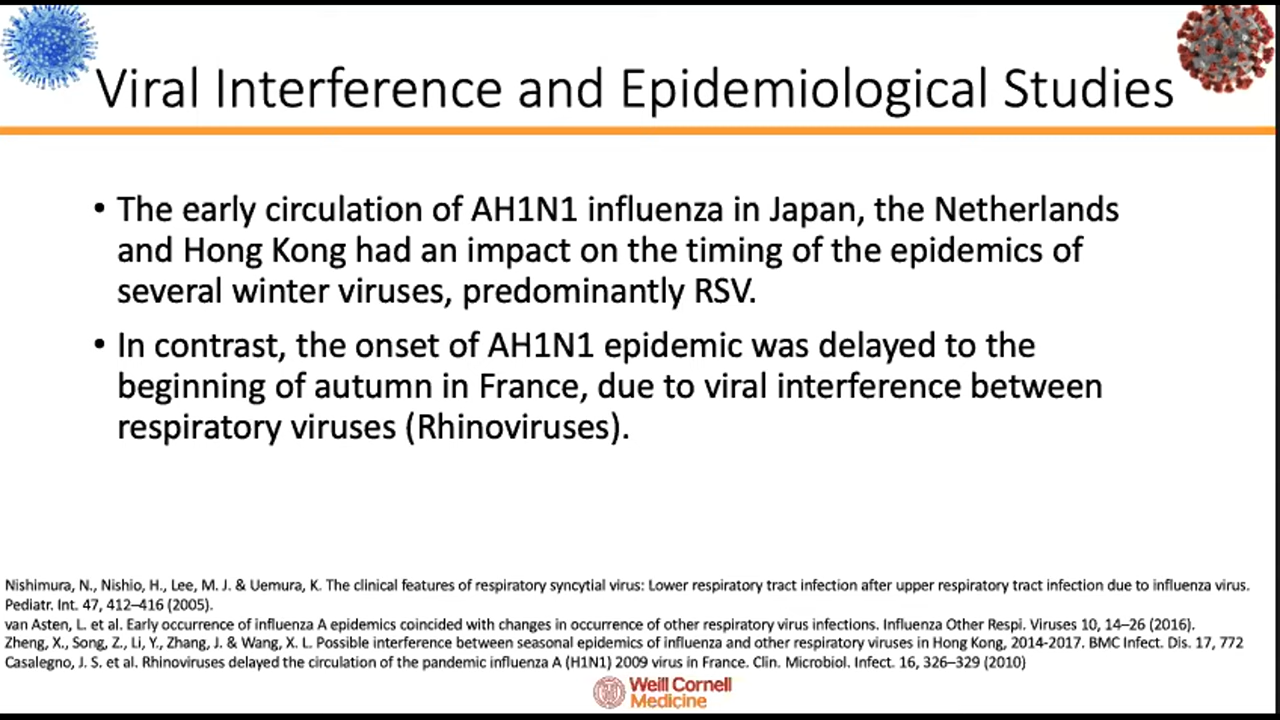 Viral Interference and Epidemiological Studies
• The early circulation of AH1N1 influenza in Japan, the Netherlands
and Hong Kong had an impact on the timing of the epidemics of
several winter viruses, predominantly RSV.
• In contrast, the onset of AH1N1 epidemic was delayed to the
beginning of autumn in France, due to viral interference between
respiratory viruses (Rhinoviruses).
Nishimura, N., Nishio, H., Lee, M. J. & Uemura, K. The clinical features of respiratory syncytial virus: Lower respiratory tract infection after upper respiratory tract infection due to influenza virus.
Pediatr. Int. 47, 412–416 (2005).
van Asten, L. et al. Early occurrence of influenza A epidemics coincided with changes in occurrence of other respiratory virus infections. Influenza Other Respi. Viruses 10, 14–26 (2016).
Zheng, X., Song, Z., Li, Y., Zhang, J. & Wang, X. L. Possible interference between seasonal epidemics of influenza and other respiratory viruses in Hong Kong, 2014-2017. BMC Infect. Dis. 17, 772
Casalegno, J. S. et al. Rhinoviruses delayed the circulation of the pandemic influenza A (H1N1) 2009 virus in France. Clin. Microbiol. Infect. 16, 326–329 (2010)
Weill Cornell
Medicine